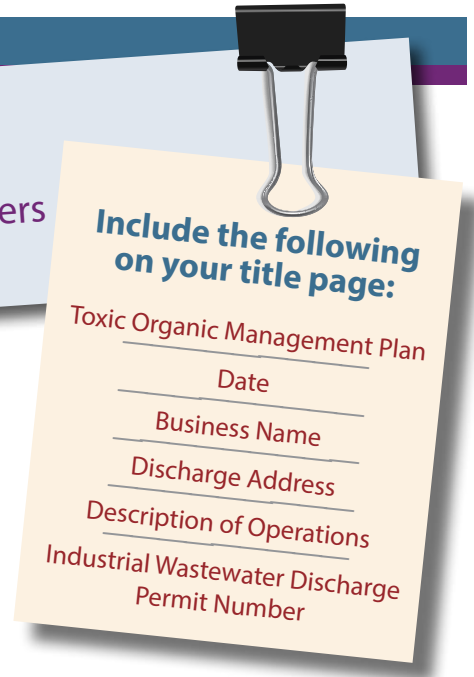 ers
Include the following
on your title page:
Toxic Organic Management Plan
Date
Business Name
Discharge Address
Description of Operations
Industrial Wastewater Discharge
Permit Number